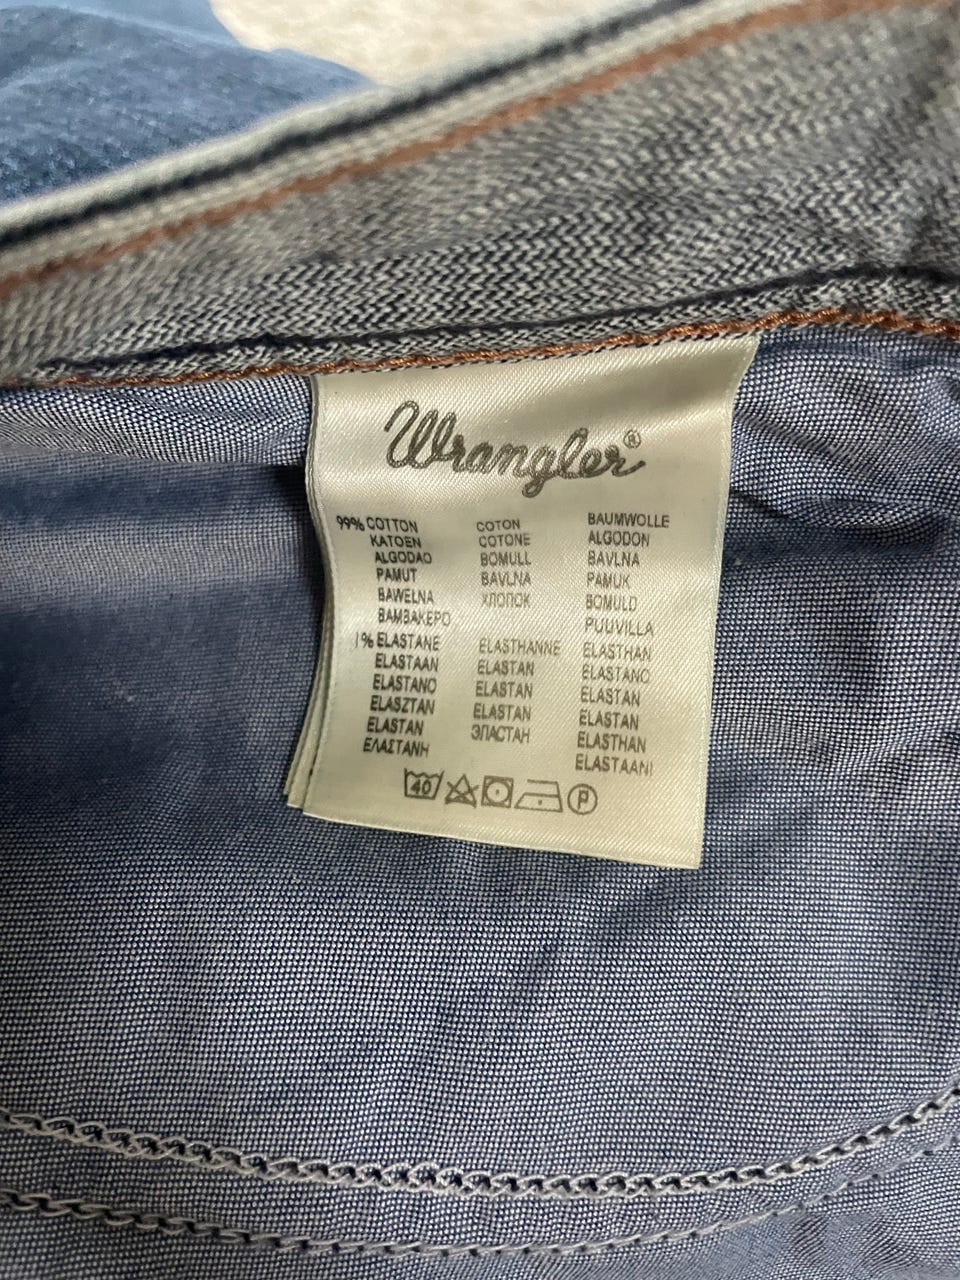 Wrangler®
99% COTTON COTON BAUMWOLLE
KATOEN COTONE ALGODON
ALGODAO BOMULL BAVLNA
PAMUT BAVLNA PAMUK
BAWELNA ХЛОПОК BOMULD
ΒΑΜΒΑΚΕΡΟ PUUVILLA
1% ELASTANE ELASTHANNE ELASTHAN
ELASTAAN ELASTAN ELASTANO
ELASTANO ELASTAN ELASTAN
ELASZTAN ELASTAN ELASTAN
ELASTAN ЭЛАСТАН ELASTHAN
ΕΛΑΣΤΑΝΗ ELASTAANI
40 P